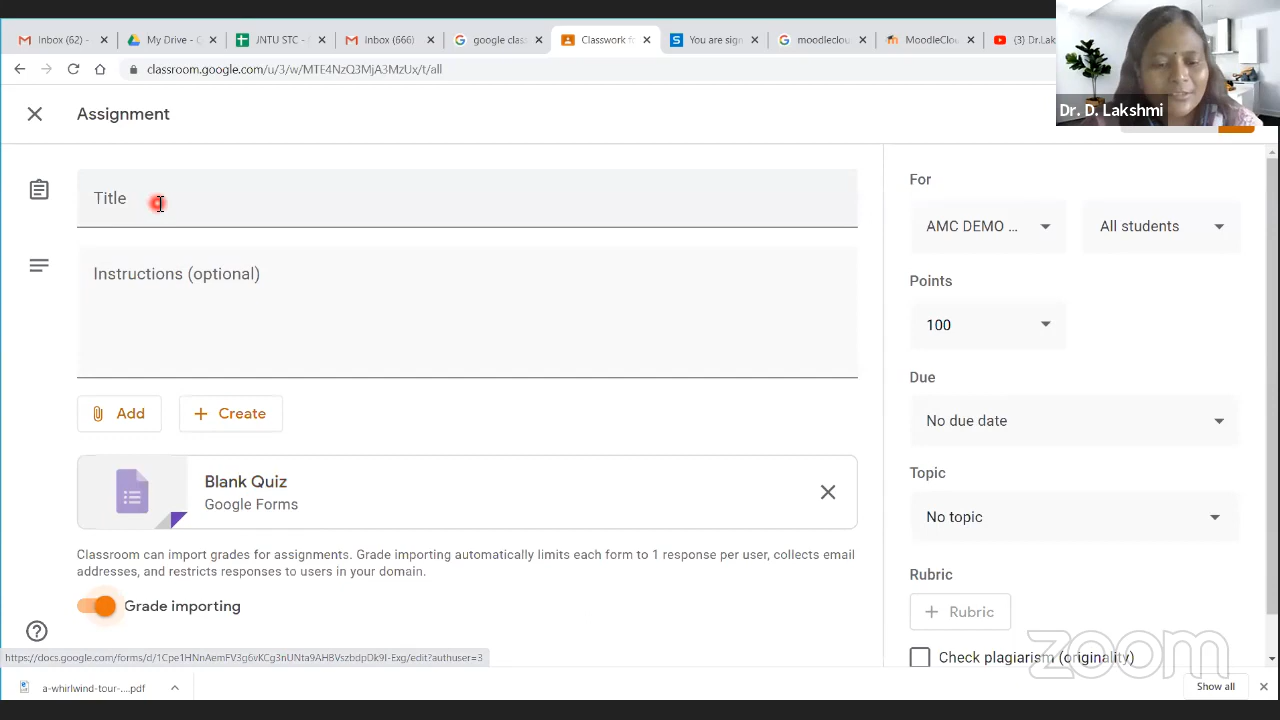 Inbox (62) -
My Drive - G
JNTU STC -
Inbox (666)
google clas
Classwork fo
You are sign
moodlecloud
MoodleClou
(3) Dr.Lak
classroom.google.com/u/3/w/MTE4NzQ3MjA3MzUx/t/all
Dr. D. Lakshmi
Assignment
Title
Instructions (optional)
Add
Create
Blank Quiz
Google Forms
Classroom can import grades for assignments. Grade importing automatically limits each form to 1 response per user, collects email
addresses, and restricts responses to users in your domain.
Grade importing
For
AMC DEMO ...
All students
Points
100
Due
No due date
Topic
No topic
Rubric
Rubric
Check plagiarism (originality)
zoom
https://docs.google.com/forms/d/1Cpe1HNnAemFV3g6vKCg3nUNta9AH8VszbdpDk9I-Exg/edit?authuser=3
a-whirlwind-tour-....pdf
Show all